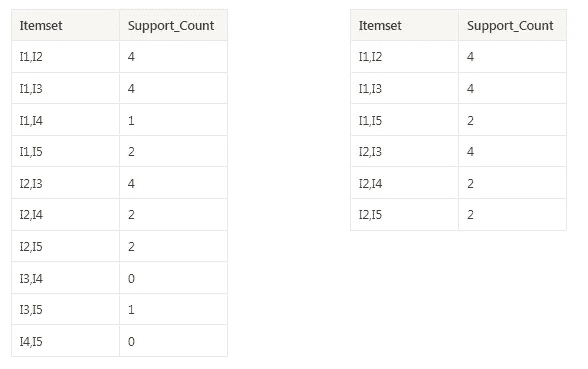 Itemset Support_Count
I1,I2 4
I1,I3 4
I1,I4 1
I1,I5 2
I2,I3 4
I2,I4 2
I2,I5 2
I3,I4 0
I3,I5 1
I4,I5 0
Itemset Support_Count
I1,I2 4
I1,I3 4
I1,I5 2
I2,I3 4
I2,I4 2
I2,I5 2